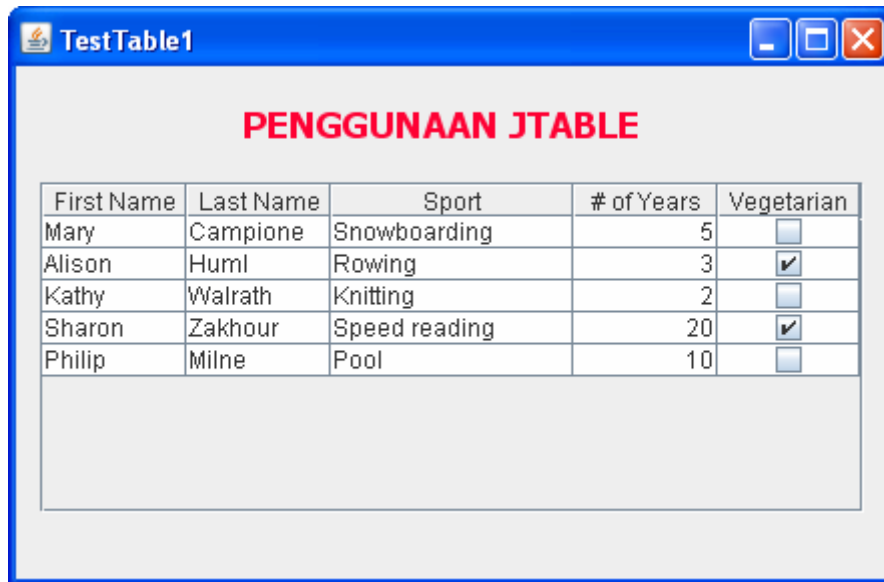 TestTable1
PENGGUNAAN JTABLE
First Name Last Name Sport # of Years Vegetarian
Mary Campione Snowboarding 5
Alison Huml Rowing 3
Kathy Walrath Knitting 2
Sharon Zakhour Speed reading 20
Philip Milne Pool 10